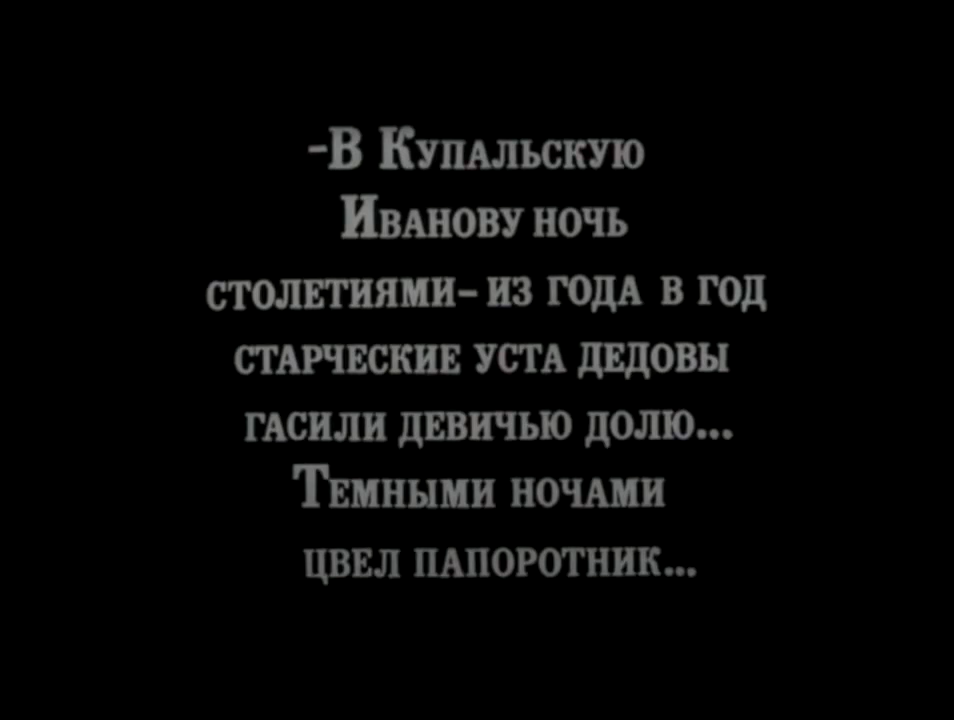 -В Купальскую
Иванову ночь
столетиями- из года в год
старческие уста дедовы
гасили девичью долю...
Темными ночами
цвел папоротник...